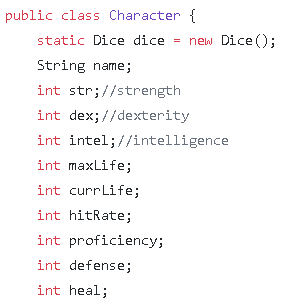 public class Character {
    static Dice dice = new Dice();
    String name;
    int str;//strength
    int dex;//dexterity
    int intel;//intelligence
    int maxLife;
    int currLife;
    int hitRate;
    int proficiency;
    int defense;
    int heal;